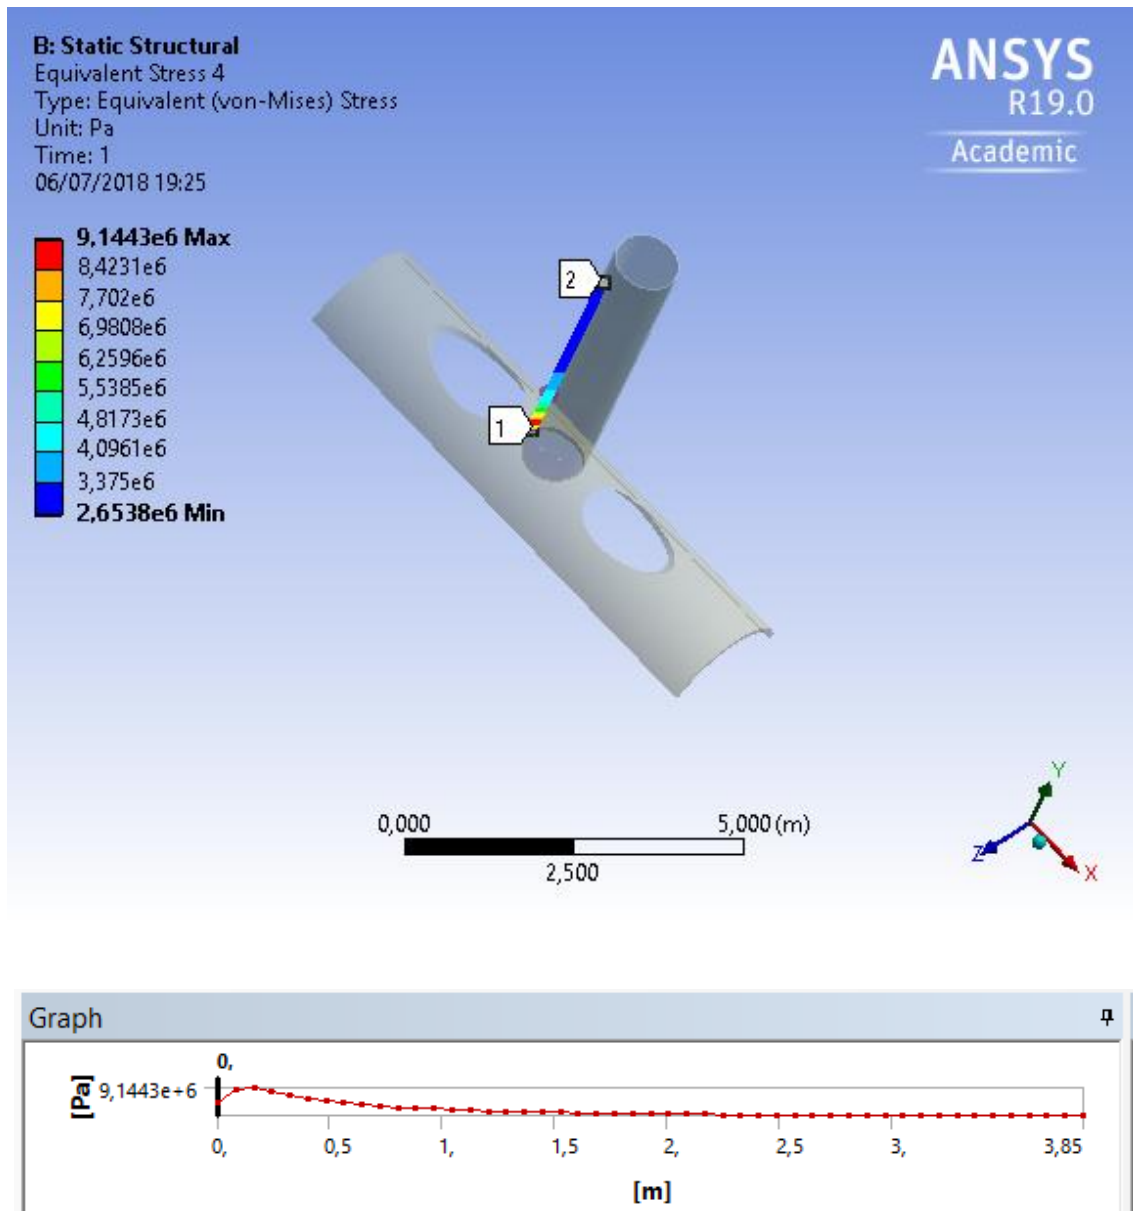 B: Static Structural
Equivalent Stress 4
Type: Equivalent (von-Mises) Stress
Unit: Pa
Time: 1
06/07/2018 19:25
ANSYS
R19.0
Academic
9,1443e6 Max
8,4231e6
7,702e6
6,9808e6
6,2596e6
5,5385e6
4,8173e6
4,0961e6
3,375e6
2,6538e6 Min
2
1
0,000 5,000 (m)
2,500
Y
Z
X
Graph
0,
[Pa]
9,1443e+6
0, 0,5 1, 1,5 2, 2,5 3, 3,85
[m]